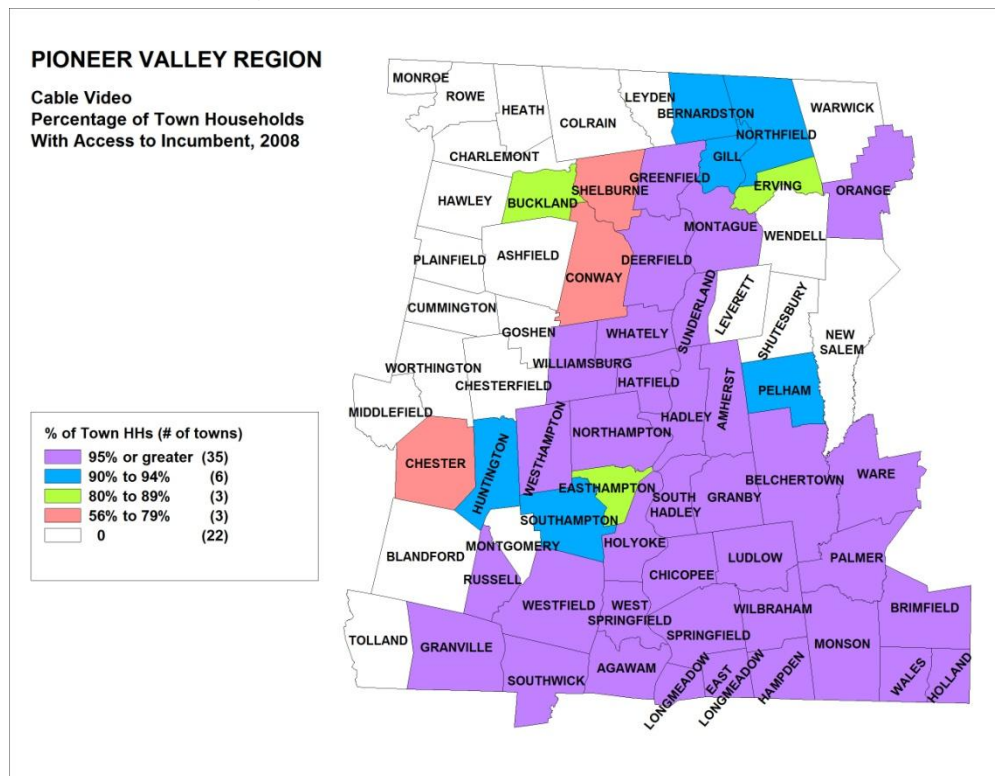 PIONEER VALLEY REGION
Cable Video
Percentage of Town Households
With Access to Incumbent, 2008
% of Town HHs (# of towns)
95% or greater (35)
90% to 94% (6)
80% to 89% (3)
56% to 79% (3)
0 (22)
MONROE
ROWE
HEATH
COLRAIN
LEYDEN
BERNARDSTON
NORTHFIELD
WARWICK
CHARLEMONT
SHELBURNE
GREENFIELD
GILL
ERVING
ORANGE
HAWLEY
BUCKLAND
MONTAGUE
WENDELL
PLAINFIELD
ASHFIELD
CONWAY
DEERFIELD
SUNDERLAND
LEVERETT
SHUTESBURY
NEW
SALEM
CUMMINGTON
GOSHEN
WHATELY
WORTHINGTON
CHESTERFIELD
WILLIAMSBURG
HATFIELD
HADLEY
AMHERST
PELHAM
MIDDLEFIELD
CHESTER
HUNTINGTON
WESTHAMPTON
NORTHAMPTON
EASTHAMPTON
SOUTH
HADLEY
GRANBY
BELCHERTOWN
WARE
SOUTHAMPTON
HOLYOKE
BLANDFORD
MONTGOMERY
RUSSELL
CHICOPEE
LUDLOW
PALMER
WESTFIELD
WEST
SPRINGFIELD
SPRINGFIELD
WILBRAHAM
MONSON
BRIMFIELD
TOLLAND
GRANVILLE
SOUTHWICK
AGAWAM
LONGMEADOW
EAST
LONGMEADOW
HAMPDEN
WALES
HOLLAND